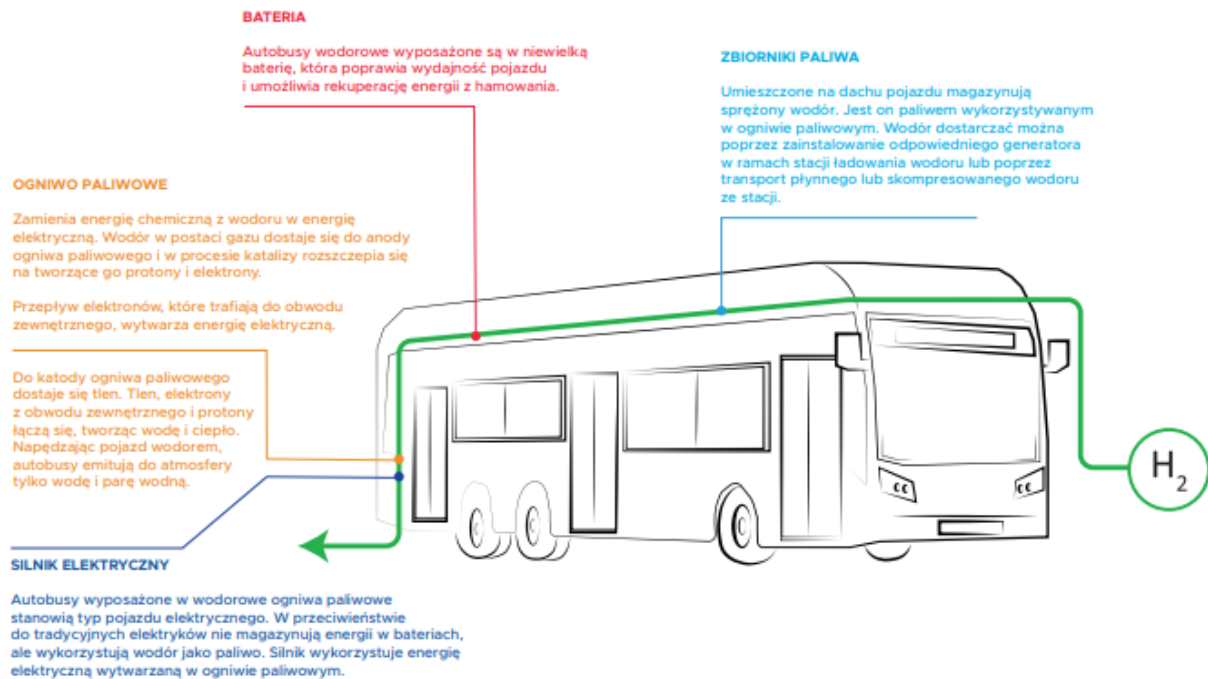 BATERIA
Autobusy wodorowe wyposażone są w niewielką
baterię, która poprawia wydajność pojazdu
i umożliwia rekuperację energii z hamowania.
ZBIORNIKI PALIWA
Umieszczone na dachu pojazdu magazynują
sprężony wodór. Jest on paliwem wykorzystywanym
w ogniwie paliwowym. Wodór dostarczać można
poprzez zainstalowanie odpowiedniego generatora
w ramach stacji ładowania wodoru lub poprzez
transport płynnego lub skompresowanego wodoru
ze stacji.
OGNIWO PALIWOWE
Zamienia energię chemiczną z wodoru w energię
elektryczną. Wodór w postaci gazu dostaje się do anody
ogniwa paliwowego i w procesie katalizy rozszczepia się
na tworzące go protony i elektrony.
Przepływ elektronów, które trafiają do obwodu
zewnętrznego, wytwarza energię elektryczną.
Do katody ogniwa paliwowego
dostaje się tlen. Tlen, elektrony
z obwodu zewnętrznego i protony
łączą się, tworząc wodę i ciepło.
Napędzając pojazd wodorem,
autobusy emitują do atmosfery
tylko wodę i parę wodną.
H₂
SILNIK ELEKTRYCZNY
Autobusy wyposażone w wodorowe ogniwa paliwowe
stanowią typ pojazdu elektrycznego. W przeciwieństwie
do tradycyjnych elektryków nie magazynują energii w bateriach,
ale wykorzystują wodór jako paliwo. Silnik wykorzystuje energię
elektryczną wytwarzaną w ogniwie paliwowym.